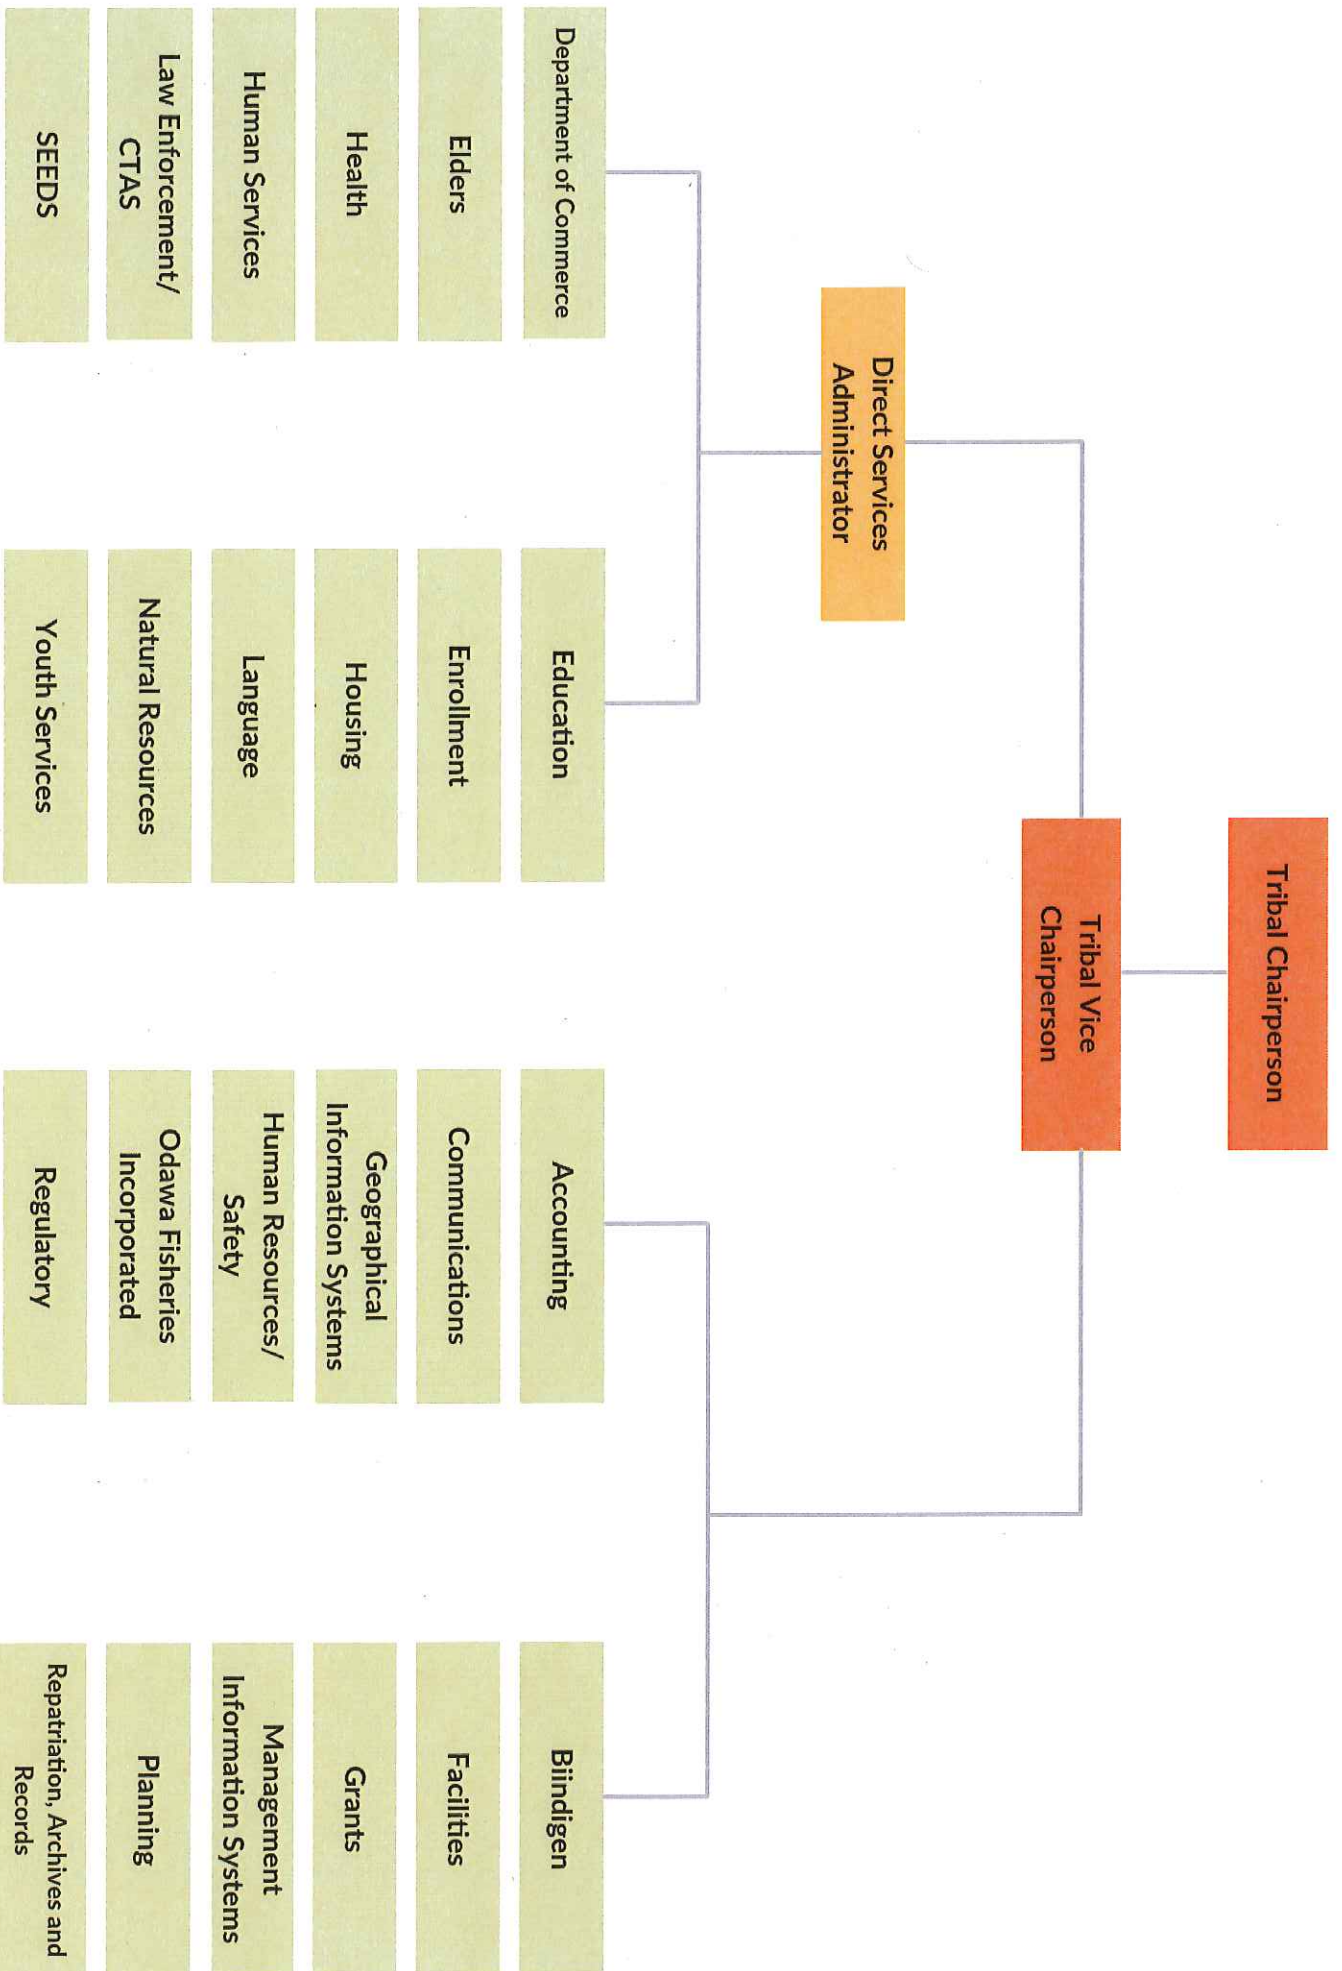 Tribal Chairperson
Tribal Vice
Chairperson
Direct Services
Administrator
Department of Commerce
Elders
Health
Human Services
Law Enforcement/
CTAS
SEEDS
Education
Enrollment
Housing
Language
Natural Resources
Youth Services
Accounting
Communications
Geographical
Information Systems
Human Resources/
Safety
Odawa Fisheries
Incorporated
Regulatory
Biindigen
Facilities
Grants
Management
Information Systems
Planning
Repatriation, Archives and
Records